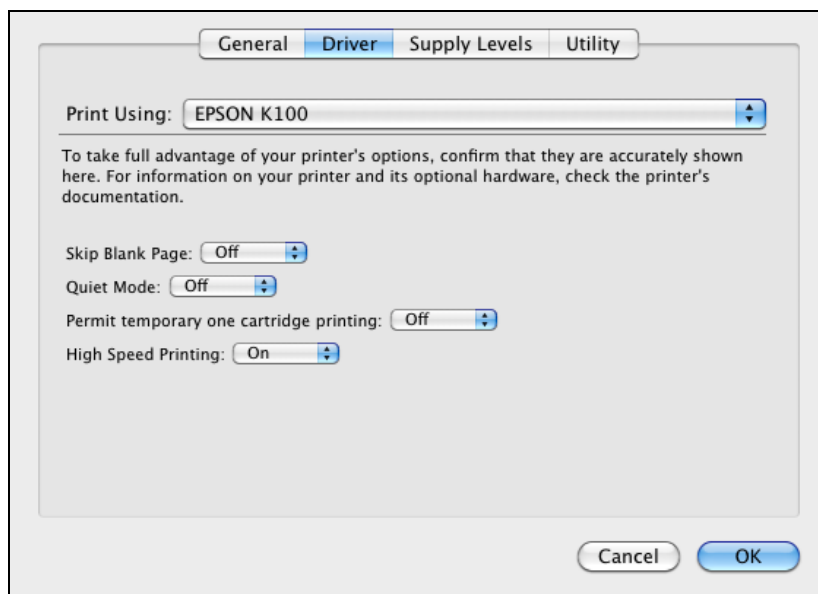 General Driver Supply Levels Utility
Print Using: EPSON K100
To take full advantage of your printer's options, confirm that they are accurately shown
here. For information on your printer and its optional hardware, check the printer's
documentation.
Skip Blank Page: Off
Quiet Mode: Off
Permit temporary one cartridge printing: Off
High Speed Printing: On
Cancel OK